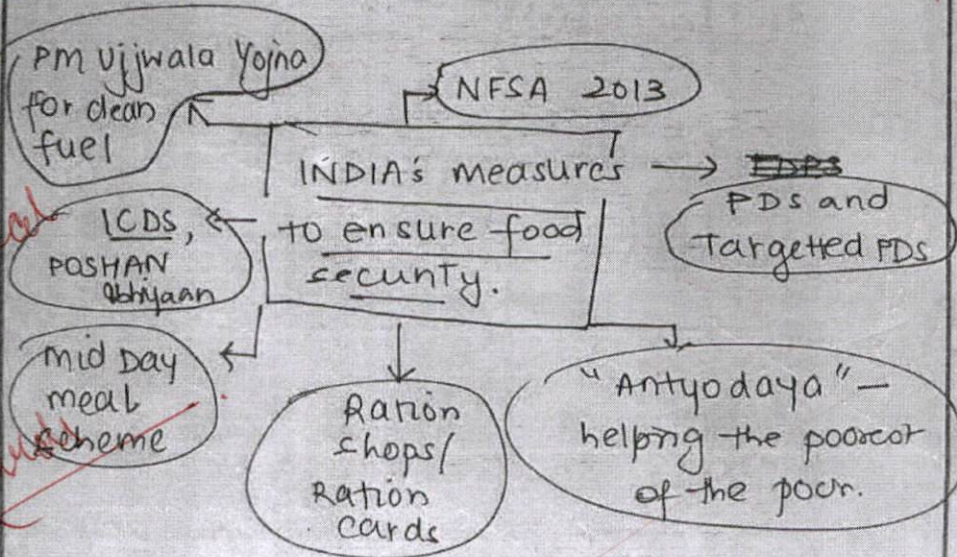 PM Ujjwala Yojna
for clean
fuel
NFSA 2013
INDIA's measures
to ensure food
security.
PDS and
Targetted PDS
ICDS,
POSHAN
abhiyaan
Mid Day
meal
scheme
Ration
shops/
Ration
cards
"Antyodaya" –
helping the poorest
of the poor.